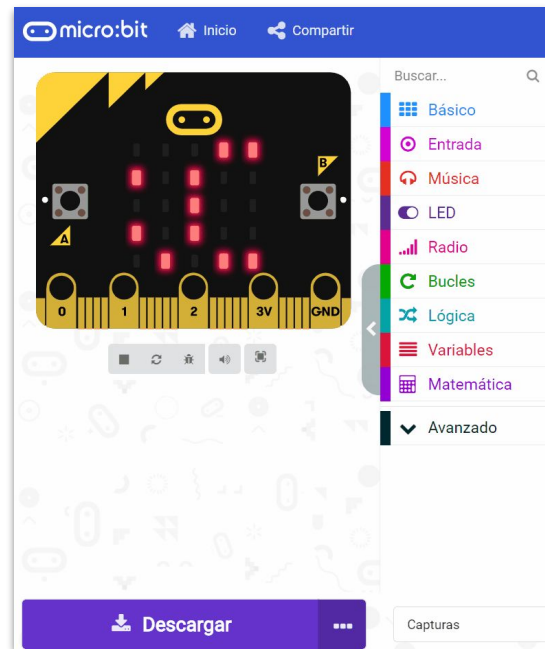 micro:bit Inicio Compartir
Buscar...
Básico
Entrada
Música
LED
Radio
Bucles
Lógica
Variables
Matemática
Avanzado
B
A
0 1 2 3V GND
Descargar
Capturas